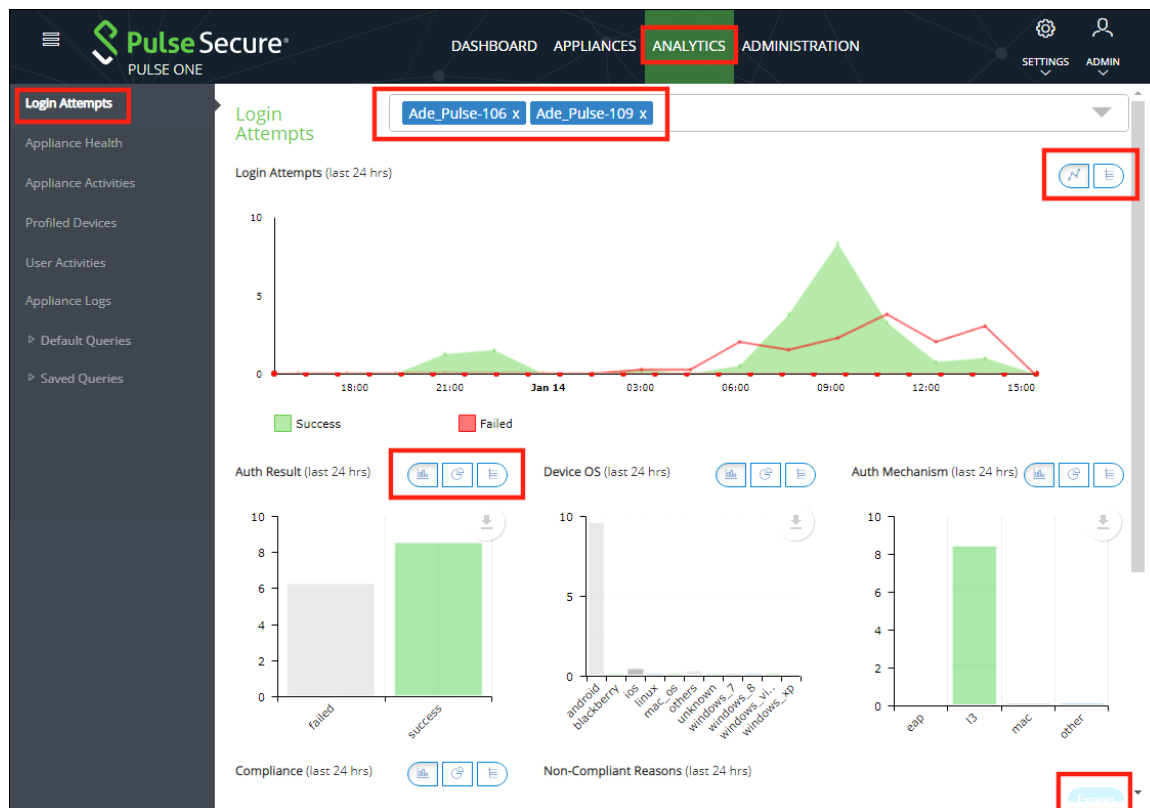 Pulse Secure®
PULSE ONE
DASHBOARD APPLIANCES ANALYTICS ADMINISTRATION
SETTINGS
ADMIN
Login Attempts
Appliance Health
Appliance Activities
Profiled Devices
User Activities
Appliance Logs
Default Queries
Saved Queries
Login Attempts
Ade_Pulse-106 x Ade_Pulse-109 x
Login Attempts (last 24 hrs)
10
5
0
18:00 21:00 Jan 14 03:00 06:00 09:00 12:00 15:00
Success Failed
Auth Result (last 24 hrs)
10
8
6
4
2
0
failed success
Device OS (last 24 hrs)
10
5
0
android blackberry ios linux mac_os others unknown windows_7 windows_8 windows_vi.. windows_xp
Auth Mechanism (last 24 hrs)
10
8
6
4
2
0
eap l3 mac other
Compliance (last 24 hrs)
Non-Compliant Reasons (last 24 hrs)
Export